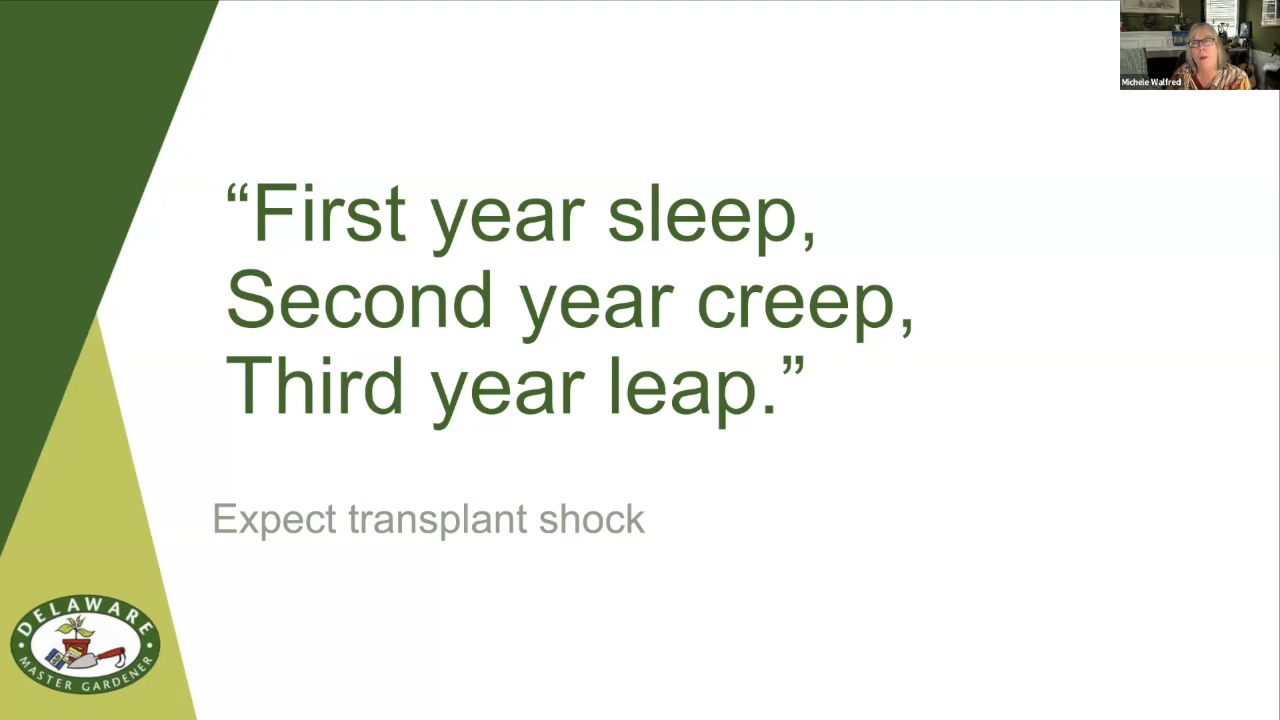 Michele Walfred
“First year sleep,
Second year creep,
Third year leap.”
Expect transplant shock
DELAWARE
MASTER GARDENER